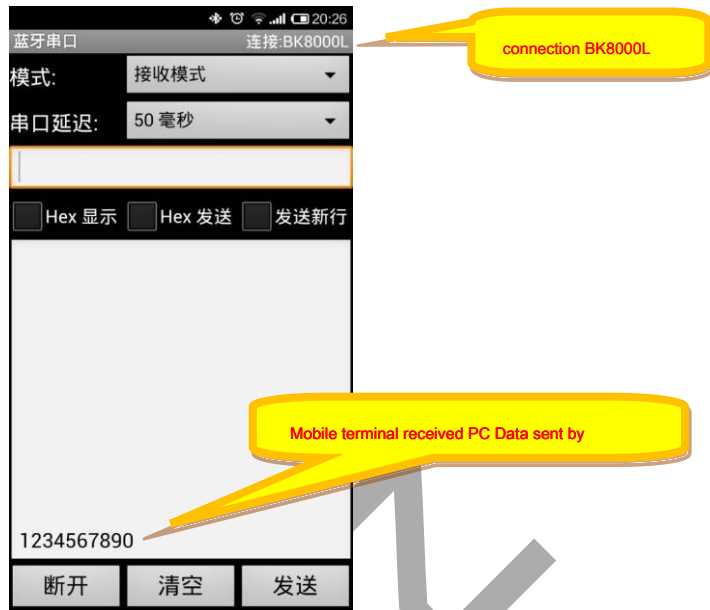 20:26
蓝牙串口 连接:BK8000L
connection BK8000L
模式: 接收模式
串口延迟: 50 毫秒
Hex 显示 Hex 发送 发送新行
Mobile terminal received PC Data sent by
1234567890
断开 清空 发送